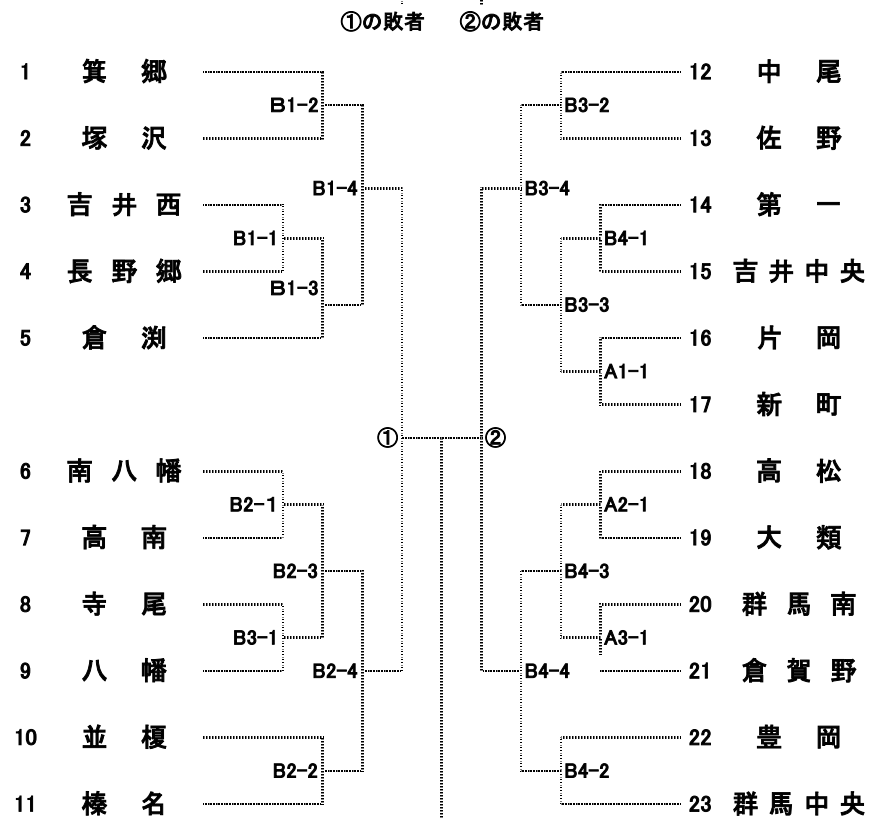 ①の敗者 ②の敗者
1 箕郷
B1-2
2 塚沢
B1-4
3 吉井西
B1-1
4 長野郷
B1-3
5 倉渕
①
6 南八幡
B2-1
7 高南
B2-3
8 寺尾
B3-1
9 八幡
B2-4
10 並榎
B2-2
11 榛名
12 中尾
B3-2
13 佐野
B3-4
14 第一
B4-1
15 吉井中央
B3-3
16 片岡
A1-1
17 新町
②
18 高松
A2-1
19 大類
B4-3
20 群馬南
A3-1
21 倉賀野
B4-4
22 豊岡
B4-2
23 群馬中央